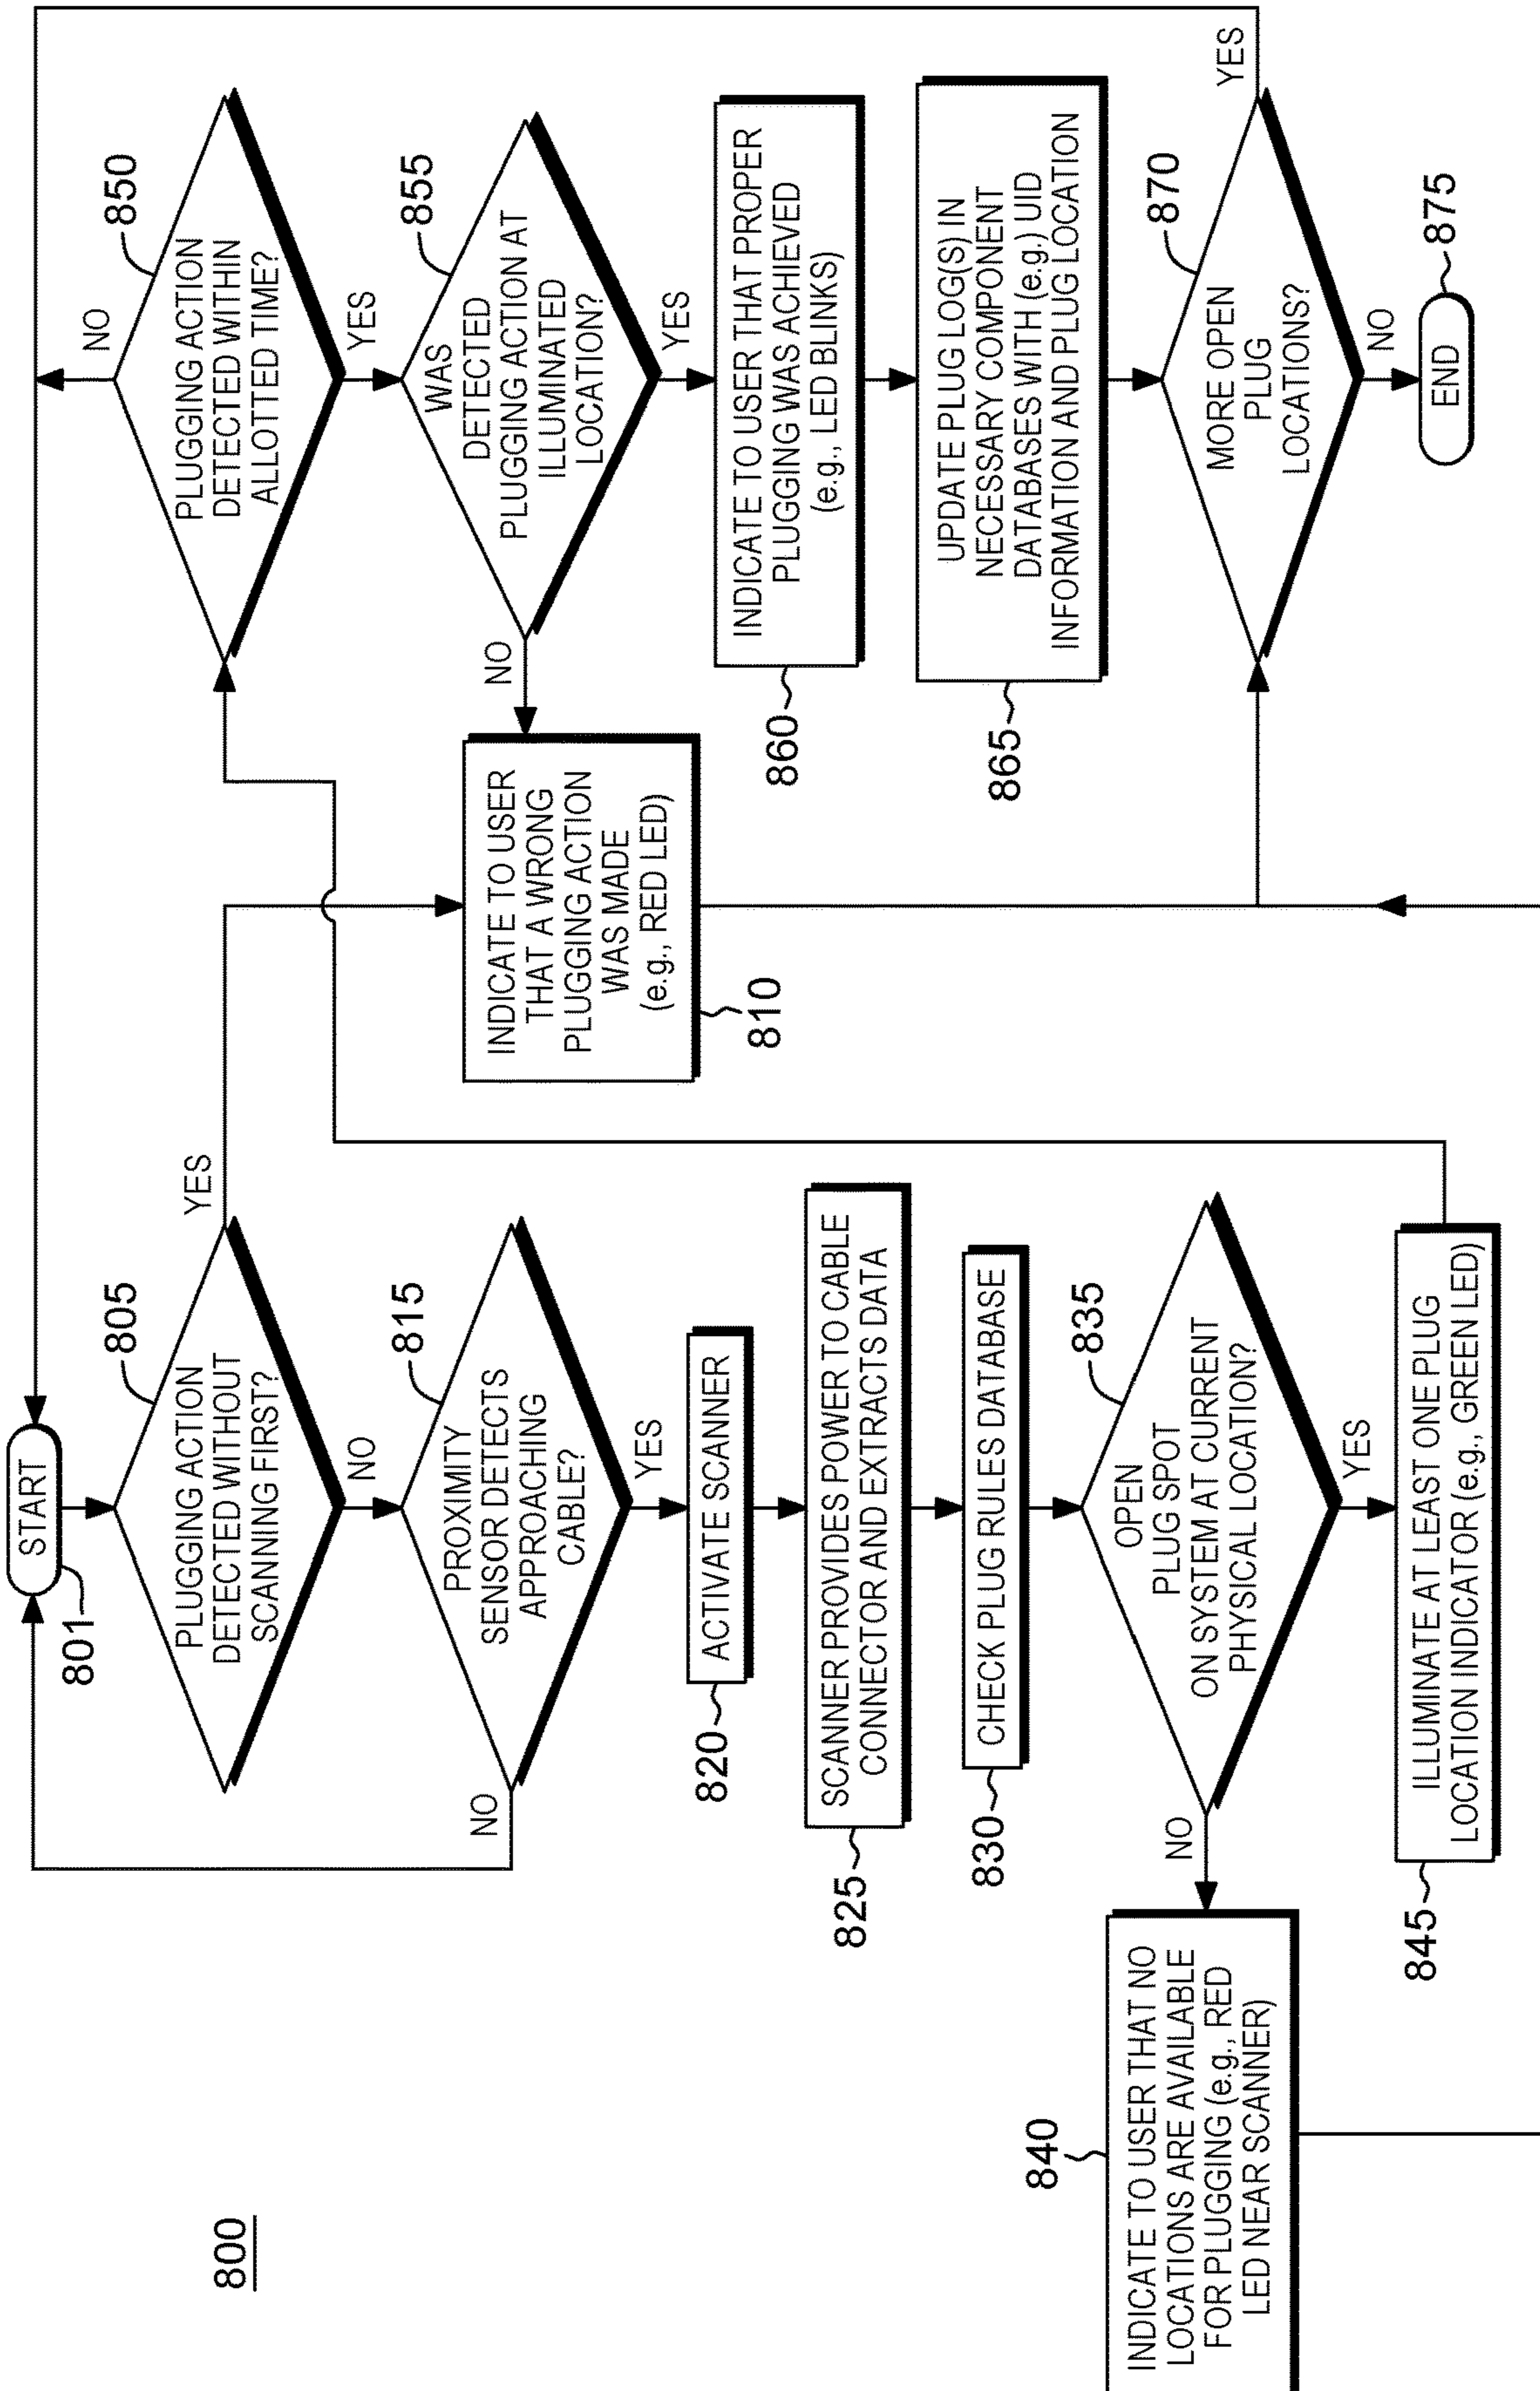 800
START
801
PLUGGING ACTION
DETECTED WITHOUT
SCANNING FIRST?
805
YES
NO
PROXIMITY
SENSOR DETECTS
APPROACHING
CABLE?
815
NO
YES
ACTIVATE SCANNER
820
SCANNER PROVIDES POWER TO CABLE
CONNECTOR AND EXTRACTS DATA
825
CHECK PLUG RULES DATABASE
830
OPEN
PLUG SPOT
ON SYSTEM AT CURRENT
PHYSICAL LOCATION?
835
NO
YES
INDICATE TO USER THAT NO
LOCATIONS ARE AVAILABLE
FOR PLUGGING (e.g., RED
LED NEAR SCANNER)
840
ILLUMINATE AT LEAST ONE PLUG
LOCATION INDICATOR (e.g., GREEN LED)
845
INDICATE TO USER
THAT A WRONG
PLUGGING ACTION
WAS MADE
(e.g., RED LED)
810
PLUGGING ACTION
DETECTED WITHIN
ALLOTTED TIME?
850
NO
YES
WAS
DETECTED
PLUGGING ACTION AT
ILLUMINATED
LOCATION?
855
NO
YES
INDICATE TO USER THAT PROPER
PLUGGING WAS ACHIEVED
(e.g., LED BLINKS)
860
UPDATE PLUG LOG(S) IN
NECESSARY COMPONENT
DATABASES WITH (e.g.) UID
INFORMATION AND PLUG LOCATION
865
MORE OPEN
PLUG
LOCATIONS?
870
YES
NO
END
875